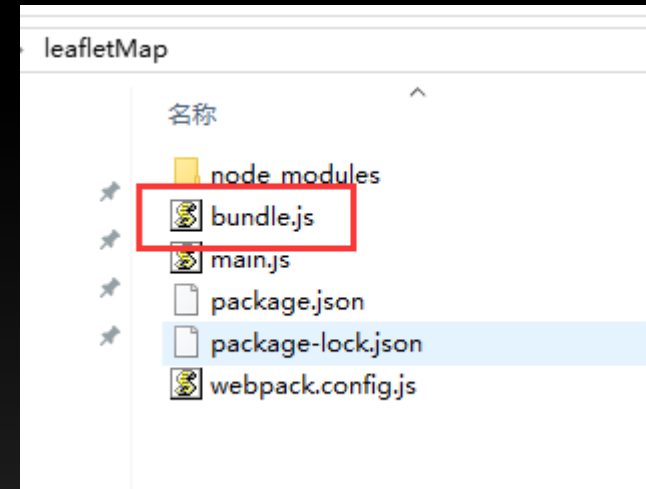 leafletMap
名称
node_modules
bundle.js
main.js
package.json
package-lock.json
webpack.config.js